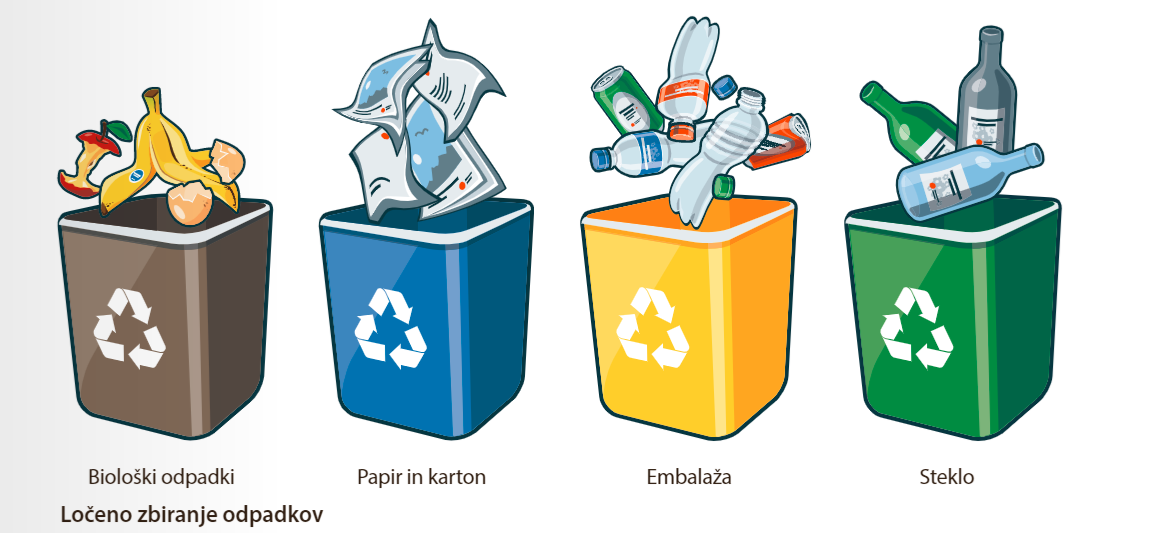 Biološki odpadki
Papir in karton
Embalaža
Steklo
Ločeno zbiranje odpadkov